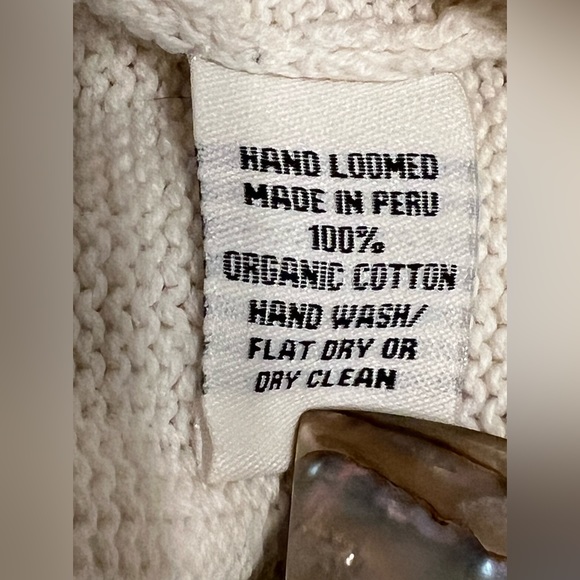 HAND LOOMED
MADE IN PERU
100%
ORGANIC COTTON
HAND WASH/
FLAT DRY OR
DRY CLEAN